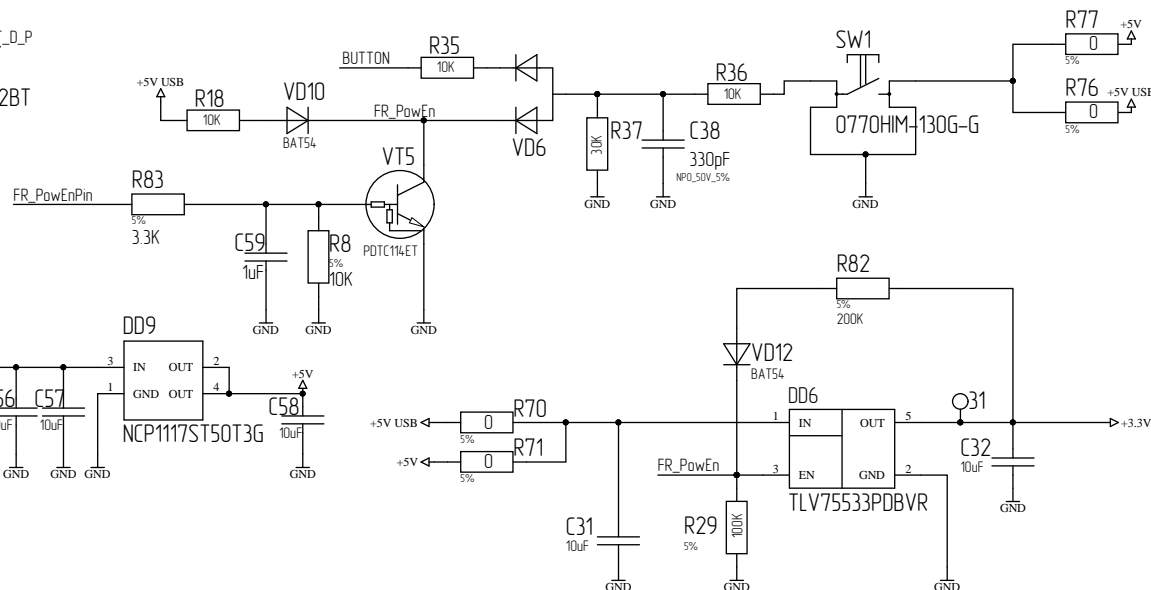 _D_P
2BT
+5V USB
R18
10K
VD10
BAT54
BUTTON
R35
10K
FR_PowEn
VD6
R37
30K
C38
330pF
NPO_50V_5%
GND
GND
R36
10K
SW1
0770HIM-130G-G
GND
R77
0
5%
+5V
R76
0
5%
+5V USB
FR_PowEnPin
R83
5%
3.3K
C59
1uF
R8
5%
10K
VT5
PDTC114ET
GND
GND
GND
DD9
3
IN
OUT
2
1
GND
OUT
4
NCP1117ST50T3G
56
C57
10uF
+5V
C58
10uF
GND
GND
GND
GND
R82
5%
200K
VD12
BAT54
+5V USB
R70
0
5%
+5V
R71
0
5%
C31
10uF
GND
FR_PowEn
R29
5%
100K
GND
DD6
1
IN
OUT
5
3
EN
GND
2
TLV75533PDBVR
GND
31
+3.3V
C32
10uF
GND